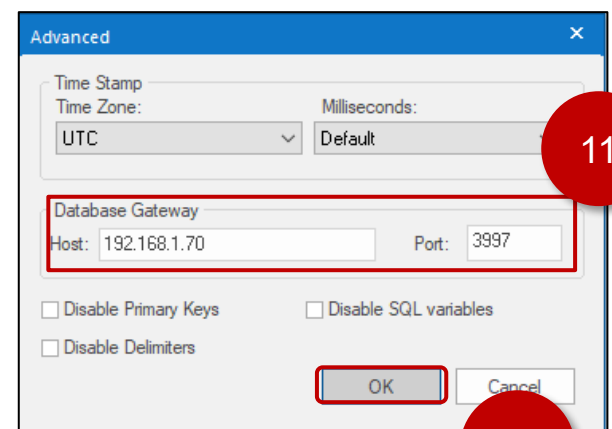 Advanced
Time Stamp
Time Zone: Milliseconds:
UTC Default
11
Database Gateway
Host: 192.168.1.70 Port: 3997
Disable Primary Keys Disable SQL variables
Disable Delimiters
OK Cancel